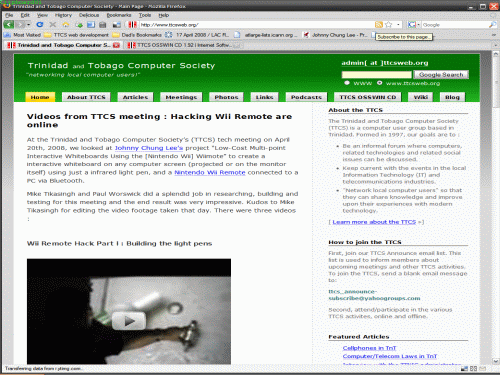 Trinidad and Tobago Computer Society - Main Page - Mozilla Firefox
File Edit View History Delicious Bookmarks Tools Help
http://www.ttcsweb.org/
Google
Subscribe to this page...
Most Visited TTCS web development Dad's Bookmarks 17 April 2008 / LAC R... atlarge-lists.icann.org ... Johnny Chung Lee - Pro...
Trinidad and Tobago Computer S... TTCS OSSWIN CD 1.92 | Internet Softw...
Trinidad and Tobago Computer Society
"networking local computer users!"
admin[ at ]ttcsweb.org
Google Search
WWW www.ttcsweb.org
Home About TTCS Articles Meetings Photos Links Podcasts TTCS OSSWIN CD Wiki Blog
Videos from TTCS meeting : Hacking Wii Remote are
online
At the Trinidad and Tobago Computer Society's (TTCS) tech meeting on April
20th, 2008, we looked at Johnny Chung Lee's project "Low-Cost Multi-point
Interactive Whiteboards Using the [Nintendo Wii] Wiimote" to create a
interactive whiteboard on any computer screen (projected or on the monitor
itself) using just a infrared light pen, and a Nintendo Wii Remote connected to a
PC via Bluetooth.
Mike Tikasingh and Paul Worswick did a splendid job in researching, building and
testing for this meeting and the end result was very impressive. Kudos to Mike
Tikasingh for editing the video footage taken that day. There were three videos
:
Wii Remote Hack Part I : Building the light pens
About the TTCS
The Trinidad and Tobago Computer Society
(TTCS) is a computer user group based in
Trinidad. Formed in 1997, our goals are to :
Be an informal forum where computers,
related technologies and related social
issues can be discussed.
Keep current with the events in the local
Information Technology (IT) and
telecommunications industries.
"Network local computer users" so that
they can share knowledge and improve
upon their experiences with modern
technology.
[ Learn more about the TTCS » ]
How to join the TTCS
First, join our TTCS Announce email list. This
list is used to inform members about
upcoming meetings and other TTCS activities.
To join the TTCS, send a blank email message
to:
ttcs_announce-
subscribe@yahoogroups.com
Second, attend/participate in the various
TTCS activites, online and offline.
Featured Articles
Cellphones in TnT
Computer/Telecom Laws in TnT
Transferring data from i.ytimg.com...